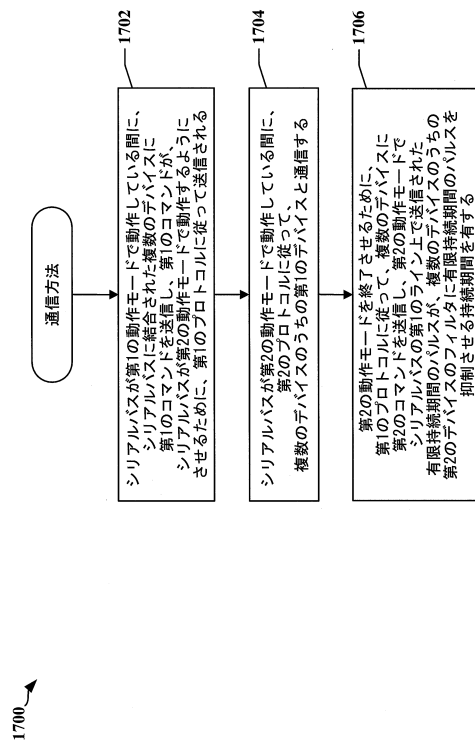 1700
通信方法
1702
シリアルバスが第1の動作モードで動作している間に、
シリアルバスに結合された複数のデバイスに
第1のコマンドを送信し、第1のコマンドが、
シリアルバスが第2の動作モードで動作するように
させるために、第1のプロトコルに従って送信される
1704
シリアルバスが第2の動作モードで動作している間に、
第2のプロトコルに従って、
複数のデバイスのうちの第1のデバイスと通信する
1706
第2の動作モードを終了させるために、
第1のプロトコルに従って、複数のデバイスに
第2のコマンドを送信し、第2の動作モードで
シリアルバスの第1のライン上で送信された
有限持続期間のパルスが、複数のデバイスのうちの
第2のデバイスのフィルタに有限持続期間のパルスを
抑制させる持続期間を有する